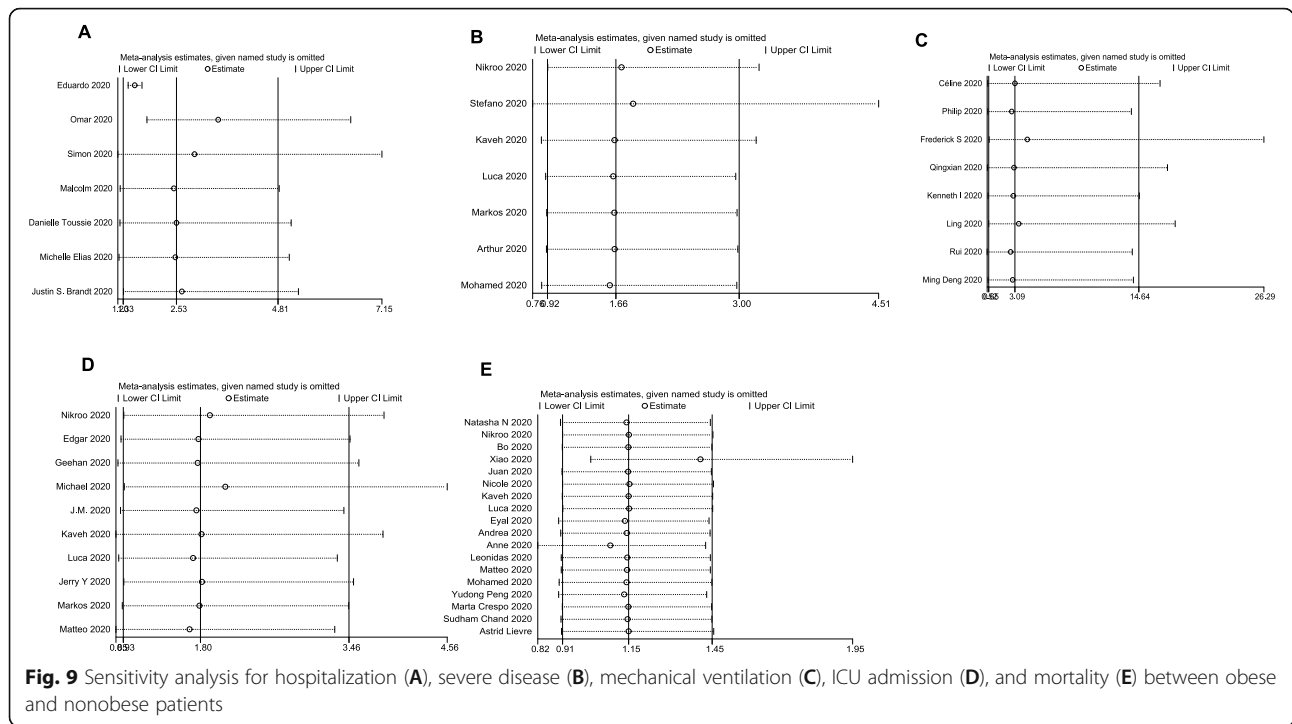 A
Meta-analysis estimates, given named study is omitted
Lower CI Limit Estimate Upper CI Limit
Eduardo 2020
Omar 2020
Simon 2020
Malcolm 2020
Danielle Toussie 2020
Michelle Elias 2020
Justin S. Brandt 2020
2.53 4.81 7.15
B
Meta-analysis estimates, given named study is omitted
Lower CI Limit Estimate Upper CI Limit
Nikroo 2020
Stefano 2020
Kaveh 2020
Luca 2020
Markos 2020
Arthur 2020
Mohamed 2020
0.76 0.92 1.66 3.00 4.51
C
Meta-analysis estimates, given named study is omitted
Lower CI Limit Estimate Upper CI Limit
Céline 2020
Philip 2020
Frederick S 2020
Qingxian 2020
Kenneth I 2020
Ling 2020
Rui 2020
Ming Deng 2020
3.09 14.64 26.29
D
Meta-analysis estimates, given named study is omitted
Lower CI Limit Estimate Upper CI Limit
Nikroo 2020
Edgar 2020
Geehan 2020
Michael 2020
J.M. 2020
Kaveh 2020
Luca 2020
Jerry Y 2020
Markos 2020
Matteo 2020
1.80 3.46 4.56
E
Meta-analysis estimates, given named study is omitted
Lower CI Limit Estimate Upper CI Limit
Natasha N 2020
Nikroo 2020
Bo 2020
Xiao 2020
Juan 2020
Nicole 2020
Kaveh 2020
Luca 2020
Eyal 2020
Andrea 2020
Anne 2020
Leonidas 2020
Matteo 2020
Mohamed 2020
Yudong Peng 2020
Marta Crespo 2020
Sudham Chand 2020
Astrid Lievre
0.82 0.91 1.15 1.45 1.95
Fig. 9 Sensitivity analysis for hospitalization (A), severe disease (B), mechanical ventilation (C), ICU admission (D), and mortality (E) between obese
and nonobese patients